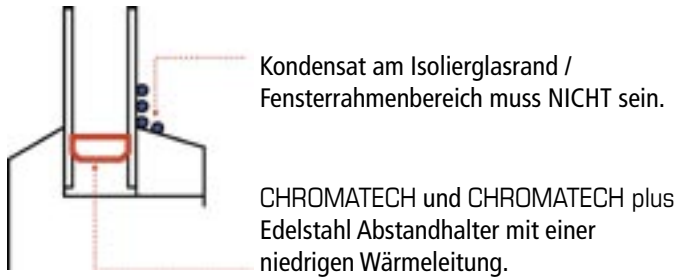 Kondensat am Isolierglasrand /
Fensterrahmenbereich muss NICHT sein.
CHROMATECH und CHROMATECH plus
Edelstahl Abstandhalter mit einer
niedrigen Wärmeleitung.